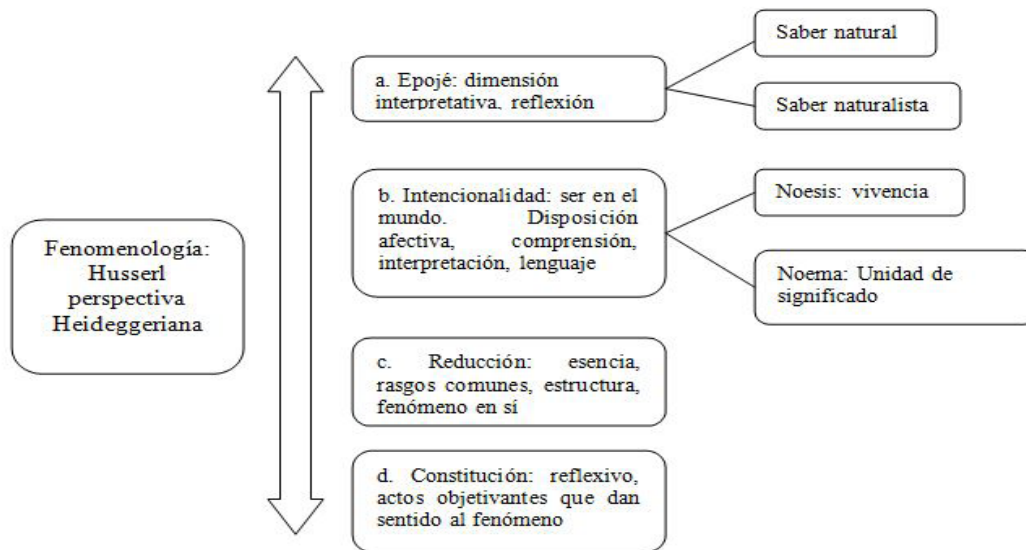 Fenomenología:
Husserl
perspectiva
Heideggeriana
a. Epojé: dimensión
interpretativa, reflexión
Saber natural
Saber naturalista
b. Intencionalidad: ser en el
mundo. Disposición
afectiva, comprensión,
interpretación, lenguaje
Noesis: vivencia
Noema: Unidad de
significado
c. Reducción: esencia,
rasgos comunes, estructura,
fenómeno en sí
d. Constitución: reflexivo,
actos objetivantes que dan
sentido al fenómeno